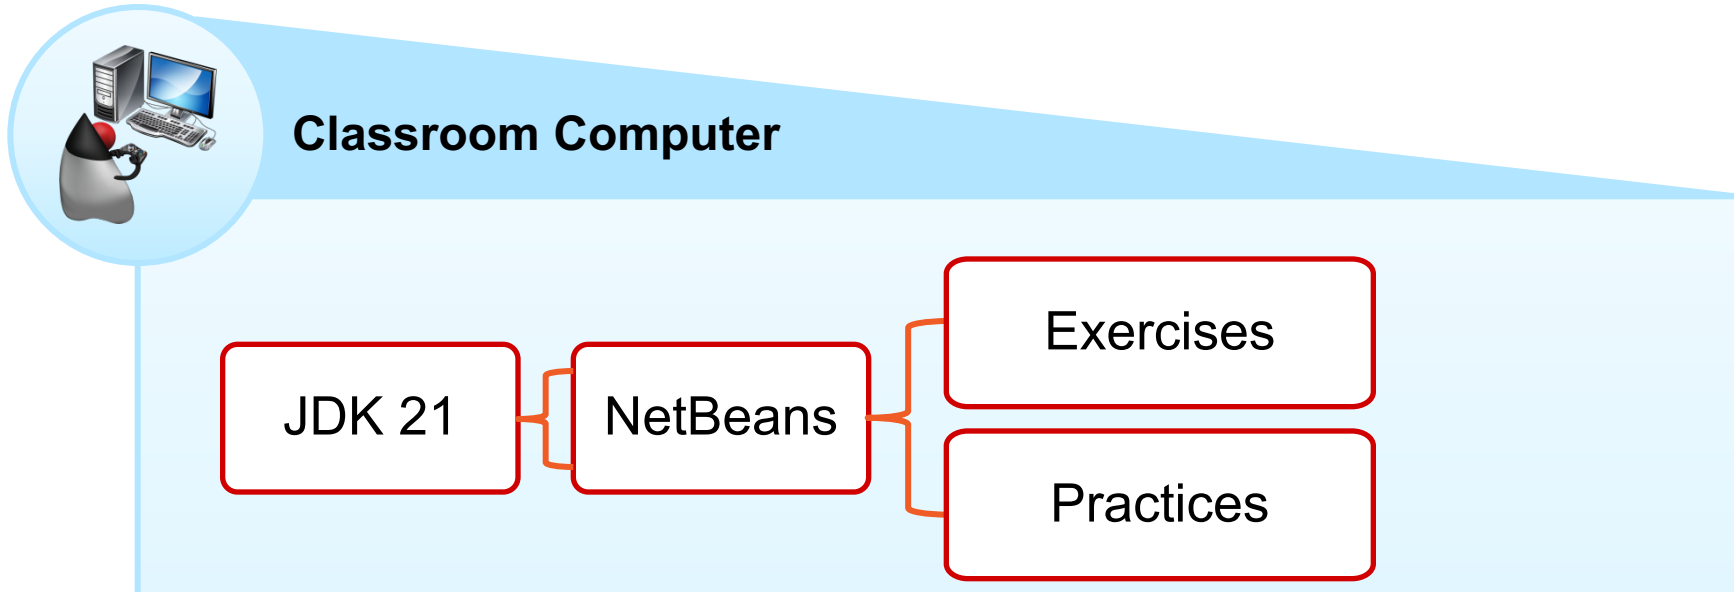 Classroom Computer
JDK 21
NetBeans
Exercises
Practices